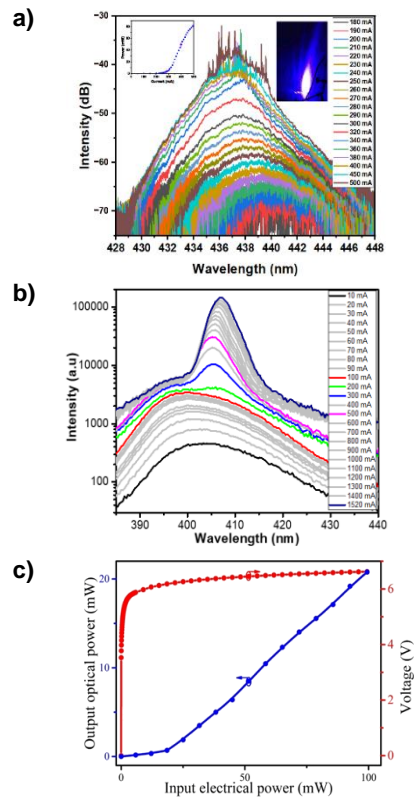 a)
-30
-40
-50
-60
-70
Intensity (dB)
428 430 432 434 436 438 440 442 444 446 448
Wavelength (nm)
Power (mW)
Current (mA)
180 mA
190 mA
200 mA
210 mA
220 mA
230 mA
240 mA
250 mA
260 mA
270 mA
280 mA
290 mA
300 mA
320 mA
340 mA
360 mA
380 mA
400 mA
450 mA
500 mA
b)
100000
10000
1000
100
Intensity (a.u)
390 400 410 420 430 440
Wavelength (nm)
10 mA
20 mA
30 mA
40 mA
50 mA
60 mA
70 mA
80 mA
90 mA
100 mA
200 mA
300 mA
400 mA
500 mA
600 mA
700 mA
800 mA
900 mA
1000 mA
1100 mA
1200 mA
1300 mA
1400 mA
1520 mA
c)
20
10
0
Output optical power (mW)
0 50 100
Input electrical power (mW)
6
4
2
0
Voltage (V)